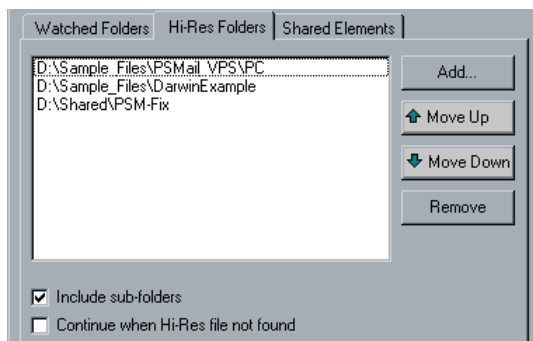 Watched Folders Hi-Res Folders Shared Elements
D:\Sample_Files\PSMail_VPS\PC
D:\Sample_Files\DarwinExample
D:\Shared\PSM-Fix
Add...
Move Up
Move Down
Remove
Include sub-folders
Continue when Hi-Res file not found